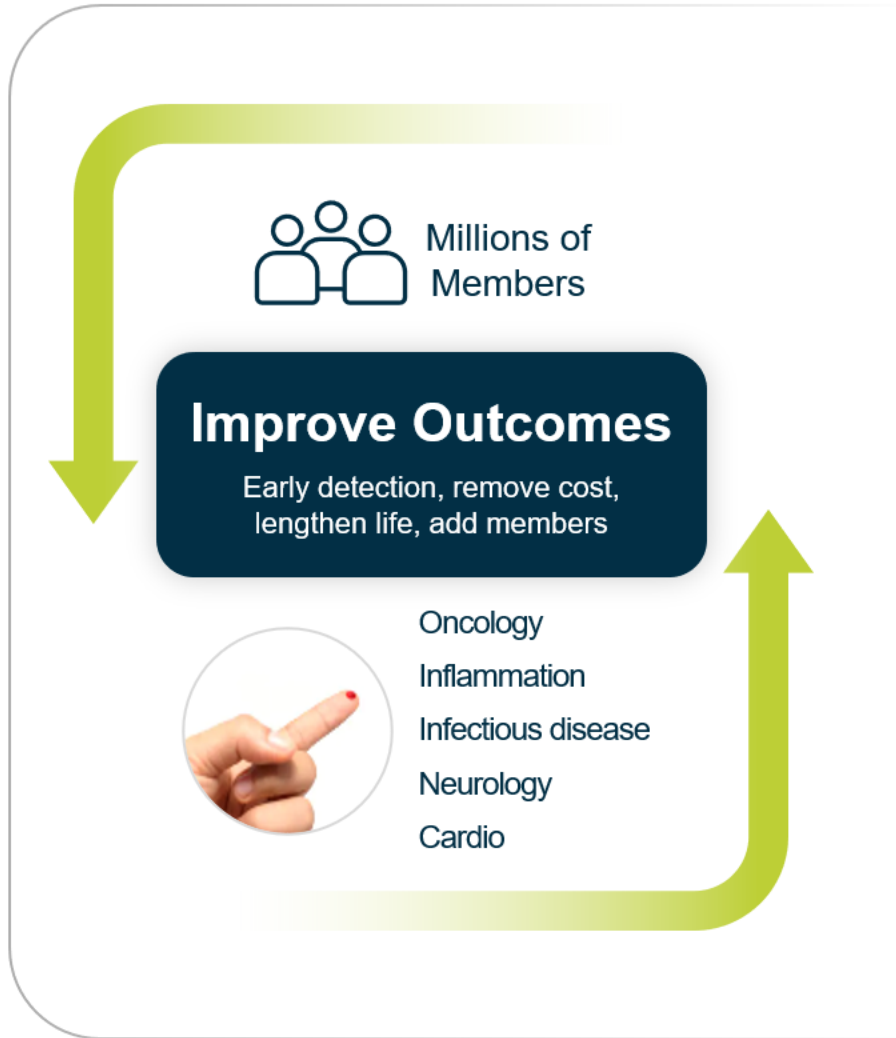 Millions of
Members
Improve Outcomes
Early detection, remove cost,
lengthen life, add members
Oncology
Inflammation
Infectious disease
Neurology
Cardio